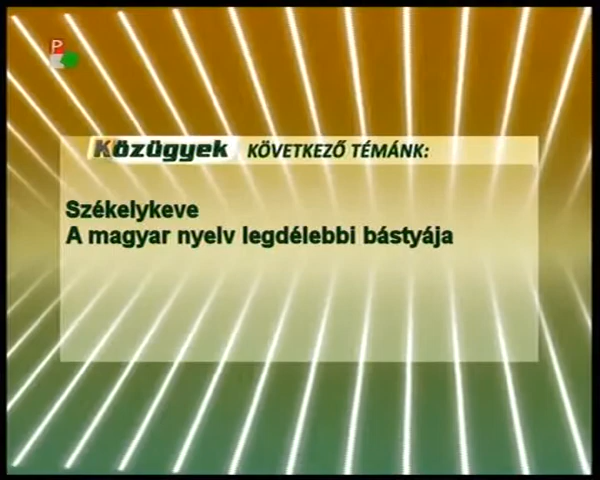 P
Közügyek KÖVETKEZŐ TÉMÁNK:
Székelykeve
A magyar nyelv legdélebbi bástyája